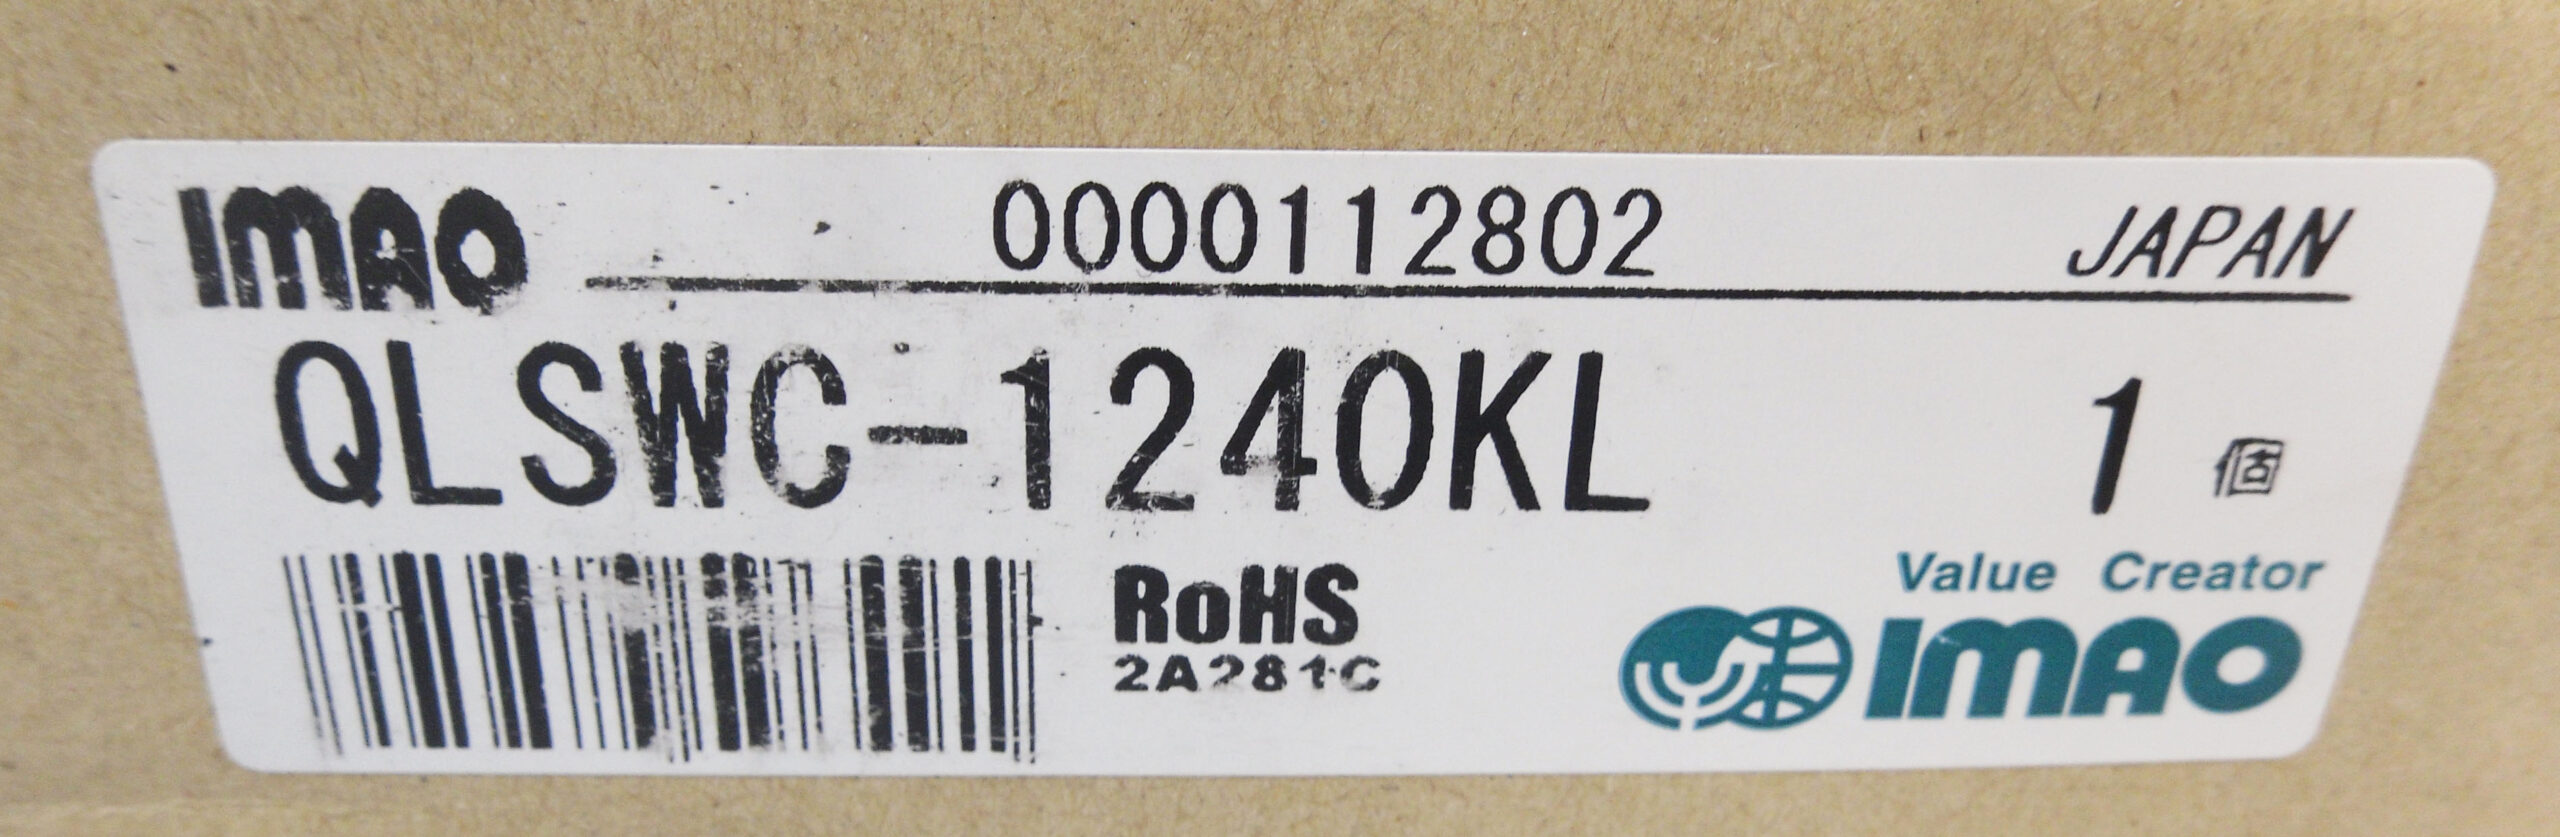 IMAO 0000112802 JAPAN
QLSWC-1240KL 1 個
RoHS
2A281C
Value Creator
IMAO